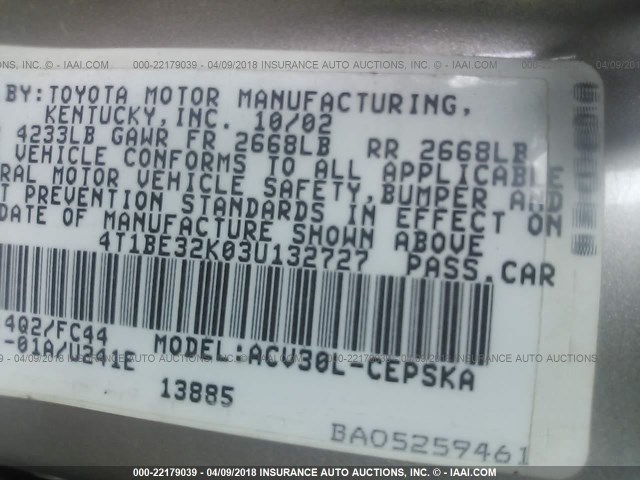 000-22179039 - 04/09/2018 - INSURANCE AUTO AUCTIONS, INC. - IAAI.COM
BY: TOYOTA MOTOR MANUFACTURING,
KENTUCKY, INC. 10/02
4233LB GAWR FR 2668LB RR 2668LB
VEHICLE CONFORMS TO ALL APPLICABLE
RAL MOTOR VEHICLE SAFETY, BUMPER AND
T PREVENTION STANDARDS IN EFFECT ON
DATE OF MANUFACTURE SHOWN ABOVE
4T1BE32K03U132727 PASS.CAR
4Q2/FC44
-01A/U241E MODEL:ACV30L-CEPSKA
13885
BA05259461
000-22179039 - 04/09/2018 - INSURANCE AUTO AUCTIONS, INC. - IAAI.COM